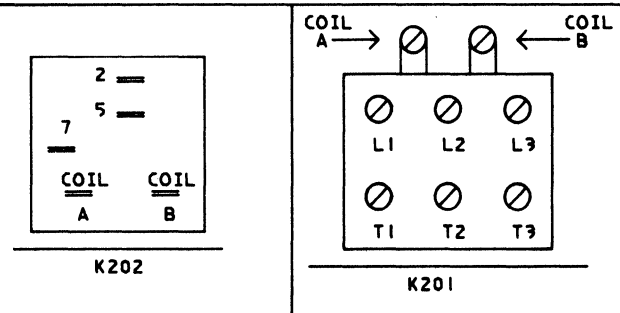 2
5
7
COIL COIL
A B
K202
COIL COIL
A B
L1 L2 L3
T1 T2 T3
K201